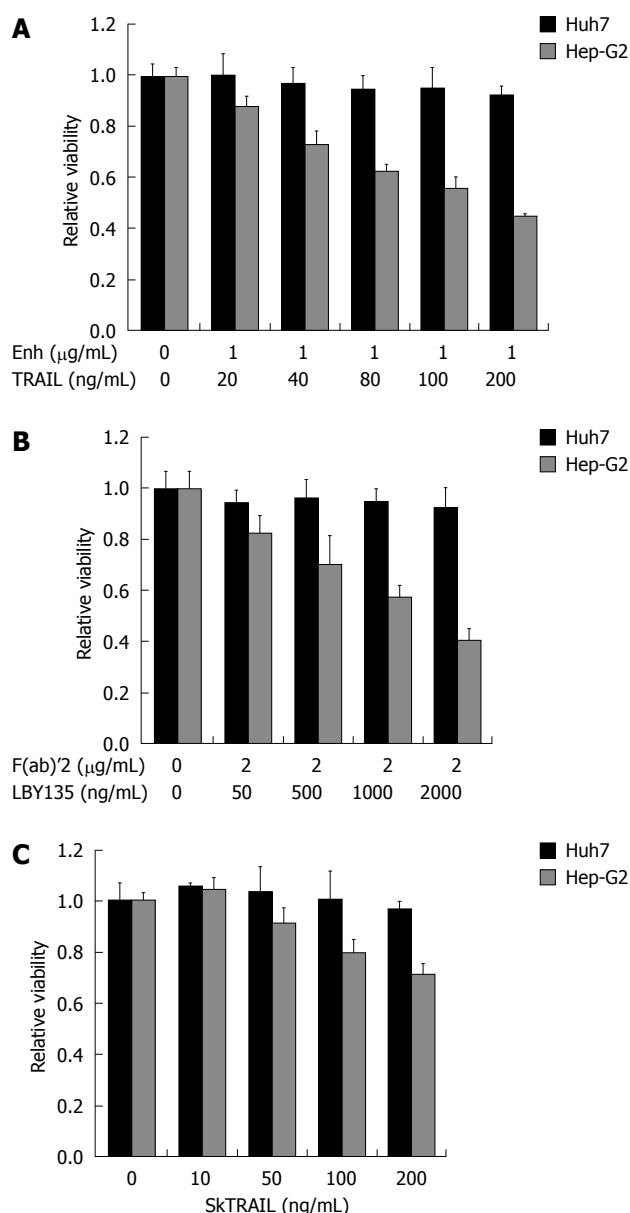 A
Huh7
Hep-G2
1.2
1.0
0.8
0.6
0.4
0.2
0.0
Relative viability
Enh (μg/mL) 0 1 1 1 1 1
TRAIL (ng/mL) 0 20 40 80 100 200
B
Huh7
Hep-G2
1.2
1.0
0.8
0.6
0.4
0.2
0.0
Relative viability
F(ab)'2 (μg/mL) 0 2 2 2 2
LBY135 (ng/mL) 0 50 500 1000 2000
C
Huh7
Hep-G2
1.2
1.0
0.8
0.6
0.4
0.2
0.0
Relative viability
0 10 50 100 200
SkTRAIL (ng/mL)